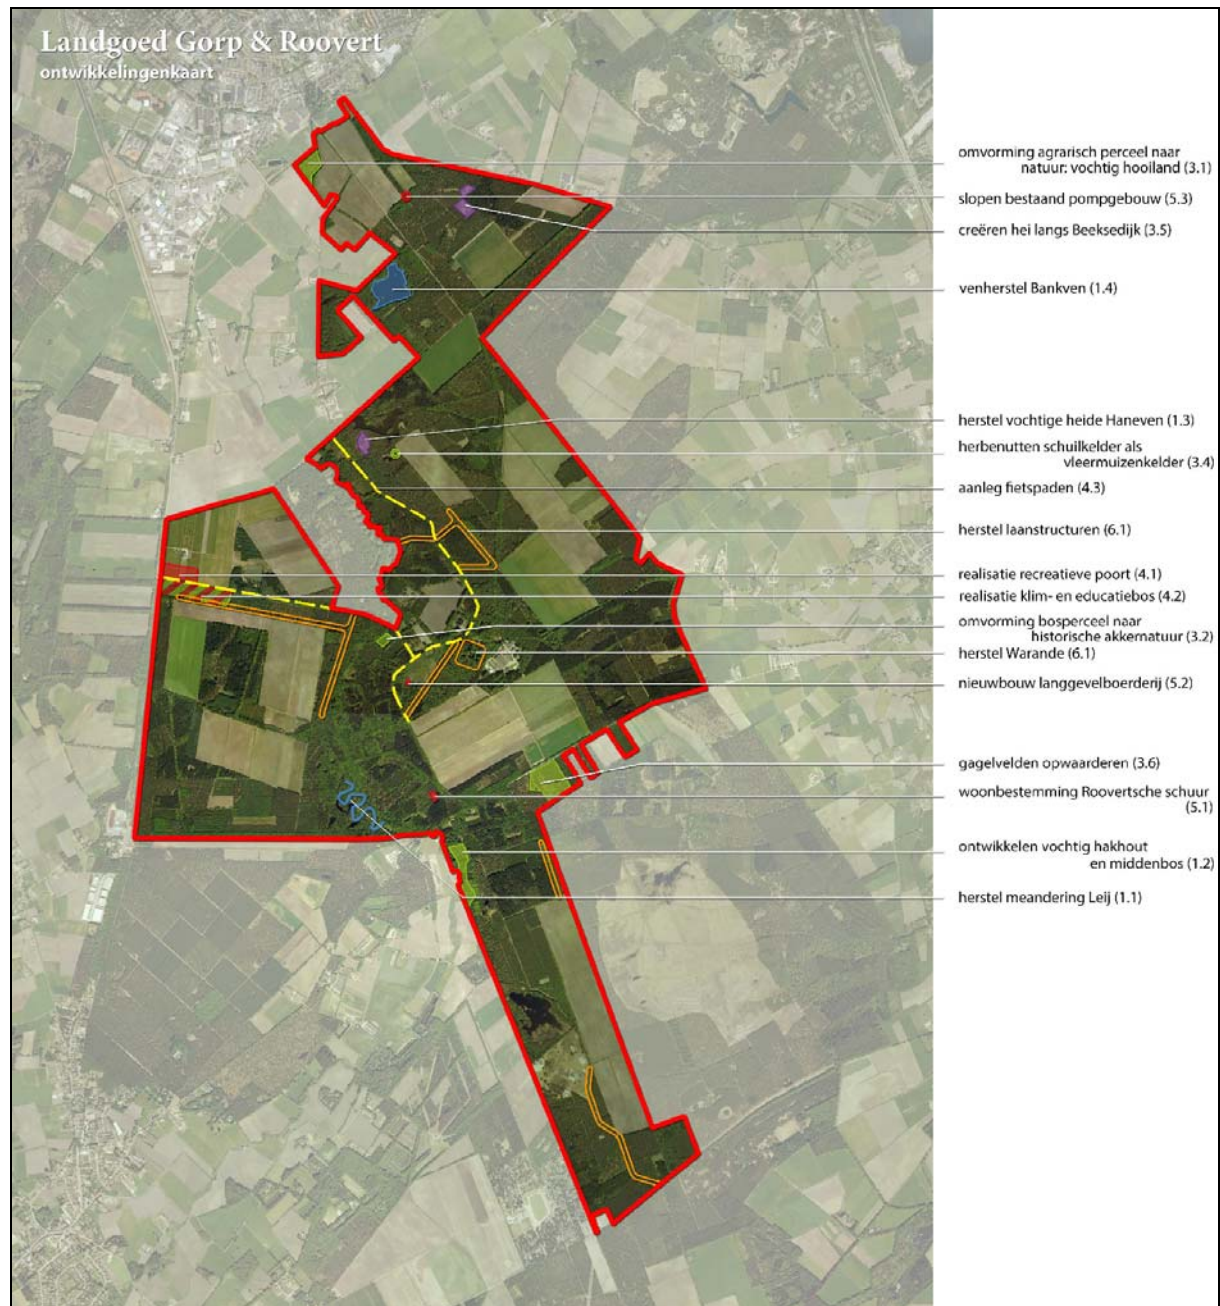 Landgoed Gorp & Roovert
ontwikkelingenkaart
omvorming agrarisch perceel naar
natuur: vochtig hooiland (3.1)
slopen bestaand pompgebouw (5.3)
creëren hei langs Beeksedijk (3.5)
venherstel Bankven (1.4)
herstel vochtige heide Haneven (1.3)
herbenutten schuilkelder als
vleermuizenkelder (3.4)
aanleg fietspaden (4.3)
herstel laanstructuren (6.1)
realisatie recreatieve poort (4.1)
realisatie klim- en educatiebos (4.2)
omvorming bosperceel naar
historische akkernatuur (3.2)
herstel Warande (6.1)
nieuwbouw langgevelboerderij (5.2)
gagelvelden opwaarderen (3.6)
woonbestemming Roovertsche schuur
(5.1)
ontwikkelen vochtig hakhout
en middenbos (1.2)
herstel meandering Leij (1.1)